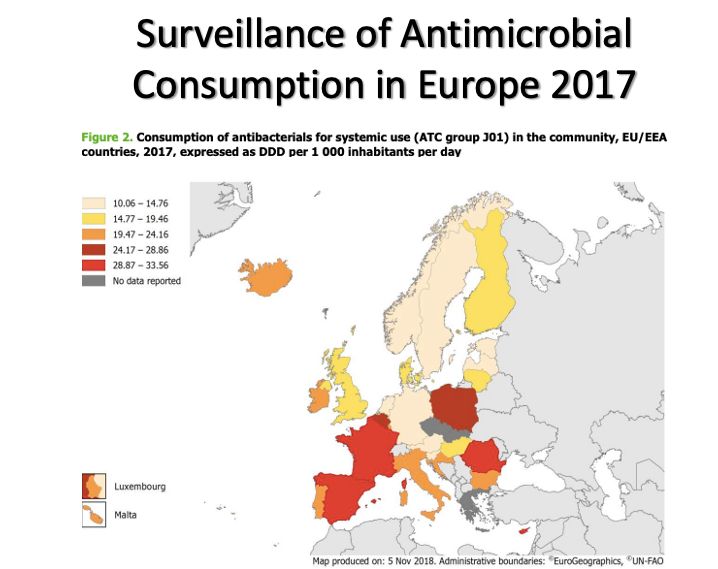 Surveillance of Antimicrobial
Consumption in Europe 2017
Figure 2. Consumption of antibacterials for systemic use (ATC group J01) in the community, EU/EEA
countries, 2017, expressed as DDD per 1 000 inhabitants per day
10.06 – 14.76
14.77 – 19.46
19.47 – 24.16
24.17 – 28.86
28.87 – 33.56
No data reported
Luxembourg
Malta
Map produced on: 5 Nov 2018. Administrative boundaries: ©EuroGeographics, ©UN-FAO